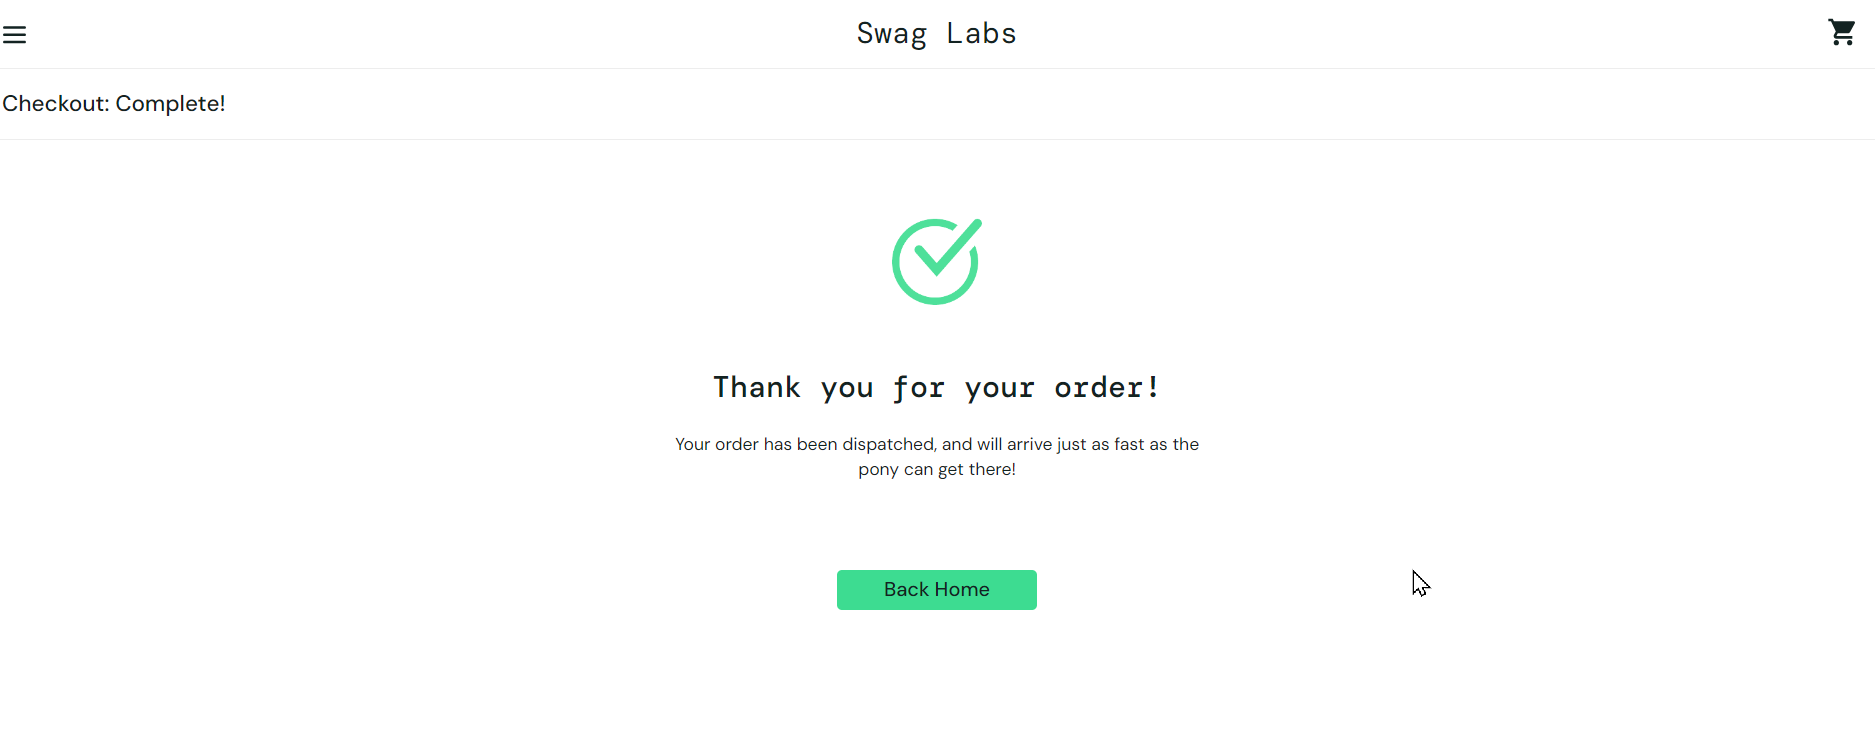 Swag Labs
Checkout: Complete!
Thank you for your order!
Your order has been dispatched, and will arrive just as fast as the
pony can get there!
Back Home